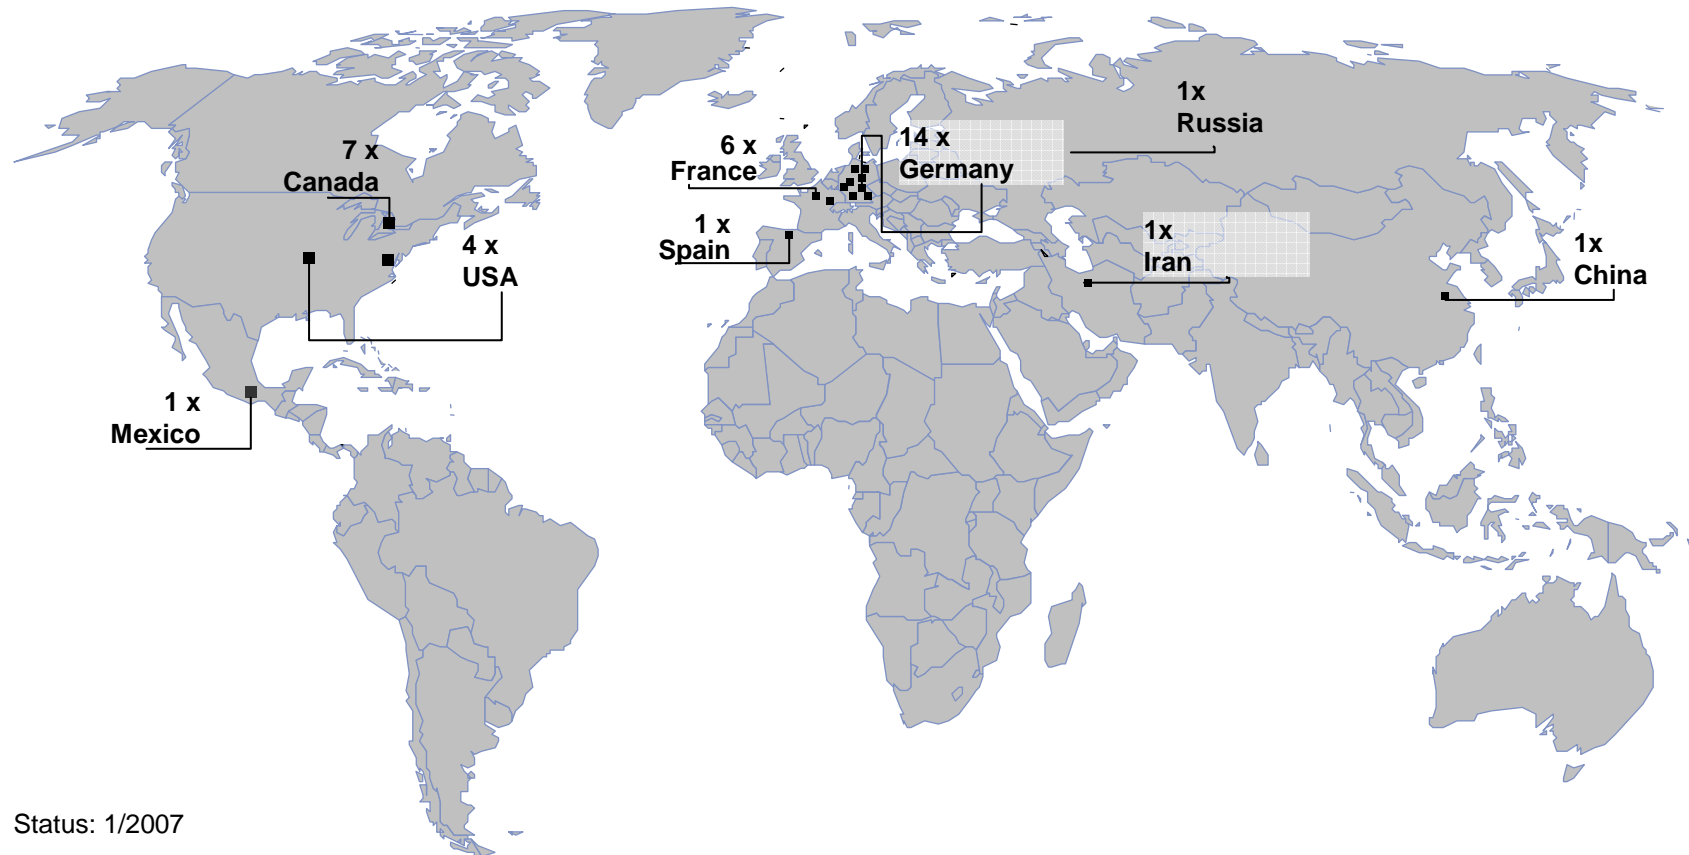 1x
Russia
14 x
Germany
6 x
France
7 x
Canada
1 x
Spain
4 x
USA
1x
Iran
1x
China
1 x
Mexico
Status: 1/2007